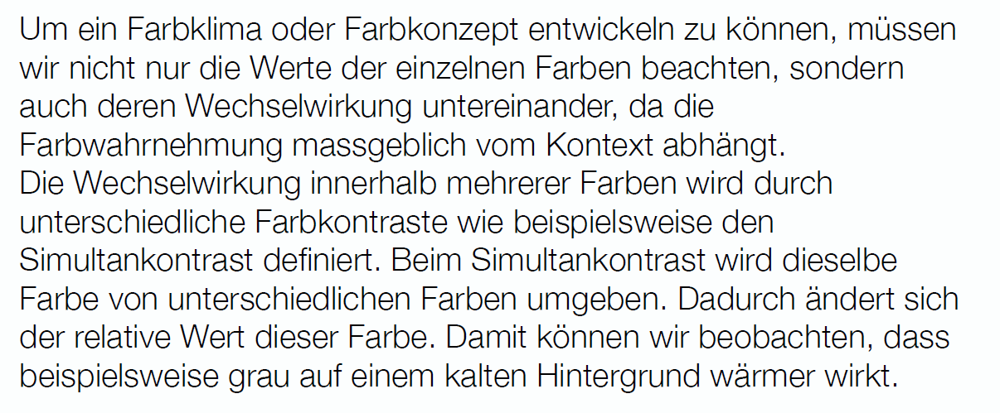 Um ein Farbklima oder Farbkonzept entwickeln zu können, müssen
wir nicht nur die Werte der einzelnen Farben beachten, sondern
auch deren Wechselwirkung untereinander, da die
Farbwahrnehmung massgeblich vom Kontext abhängt.
Die Wechselwirkung innerhalb mehrerer Farben wird durch
unterschiedliche Farbkontraste wie beispielsweise den
Simultankontrast definiert. Beim Simultankontrast wird dieselbe
Farbe von unterschiedlichen Farben umgeben. Dadurch ändert sich
der relative Wert dieser Farbe. Damit können wir beobachten, dass
beispielsweise grau auf einem kalten Hintergrund wärmer wirkt.